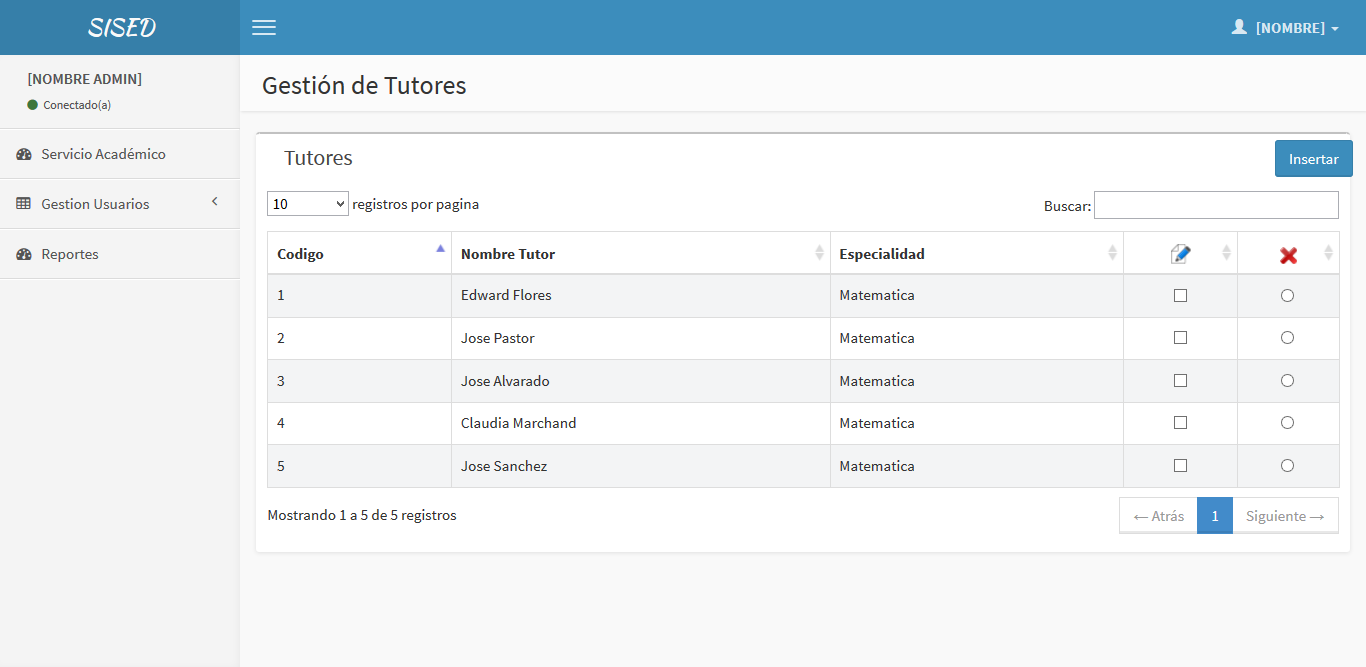 SISED
[NOMBRE]
[NOMBRE ADMIN]
Conectado(a)
Servicio Académico
Gestion Usuarios
Reportes
Gestión de Tutores
Tutores
Insertar
10 registros por pagina
Buscar:
Codigo Nombre Tutor Especialidad
1 Edward Flores Matematica
2 Jose Pastor Matematica
3 Jose Alvarado Matematica
4 Claudia Marchand Matematica
5 Jose Sanchez Matematica
Mostrando 1 a 5 de 5 registros
← Atrás 1 Siguiente →